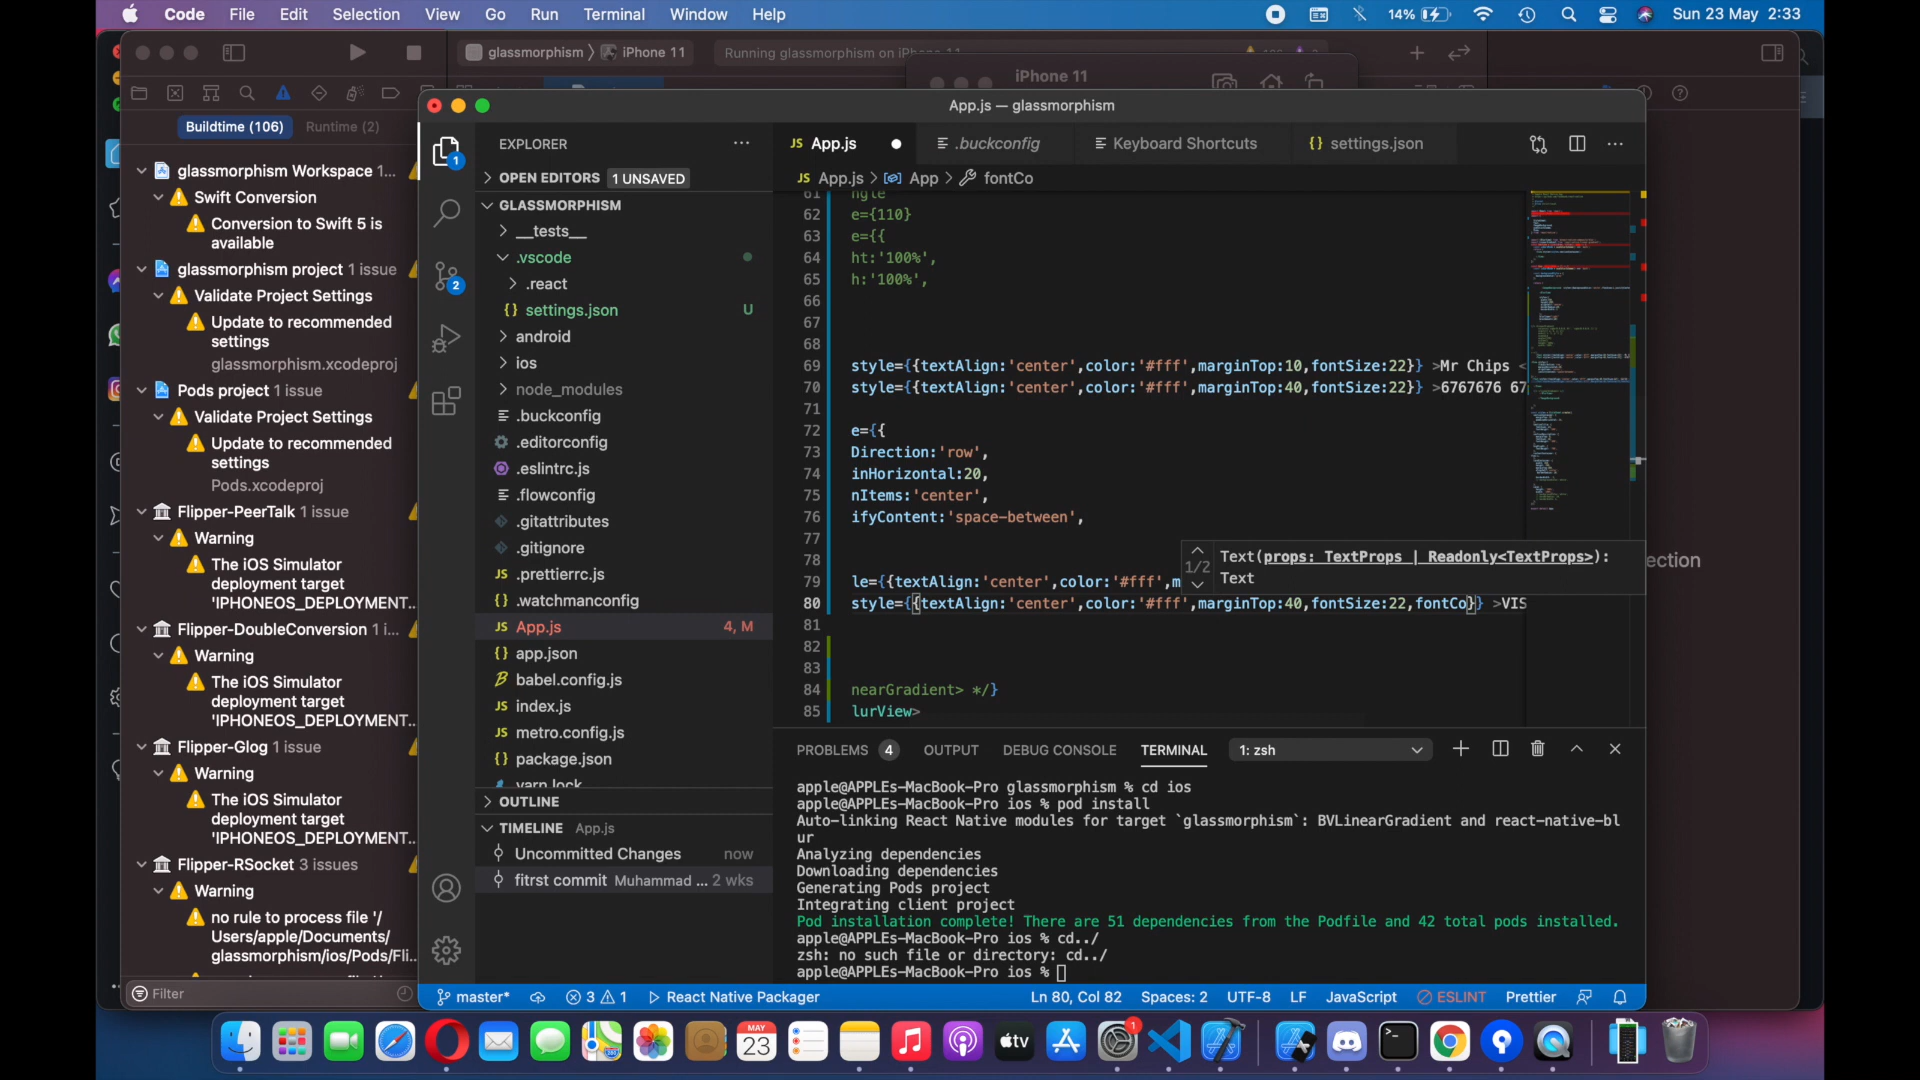 Code File Edit Selection View Go Run Terminal Window Help
14% Sun 23 May 2:33
glassmorphism iPhone 11
Running glassmorphism on iPhone 11
iPhone 11
Buildtime (106) Runtime (2)
glassmorphism Workspace 1...
Swift Conversion
Conversion to Swift 5 is
available
glassmorphism project 1 issue
Validate Project Settings
Update to recommended
settings
glassmorphism.xcodeproj
Pods project 1 issue
Validate Project Settings
Update to recommended
settings
Pods.xcodeproj
Flipper-PeerTalk 1 issue
Warning
The iOS Simulator
deployment target
'IPHONEOS_DEPLOYMENT...
Flipper-DoubleConversion 1 i...
Warning
The iOS Simulator
deployment target
'IPHONEOS_DEPLOYMENT...
Flipper-Glog 1 issue
Warning
The iOS Simulator
deployment target
'IPHONEOS_DEPLOYMENT...
Flipper-RSocket 3 issues
Warning
no rule to process file '/
Users/apple/Documents/
glassmorphism/ios/Pods/Fli...
Filter
App.js — glassmorphism
EXPLORER
OPEN EDITORS 1 UNSAVED
GLASSMORPHISM
__tests__
.vscode
.react
{} settings.json U
android
ios
node_modules
.buckconfig
.editorconfig
.eslintrc.js
.flowconfig
.gitattributes
.gitignore
JS .prettierrc.js
{} .watchmanconfig
JS App.js 4, M
{} app.json
babel.config.js
JS index.js
JS metro.config.js
{} package.json
yarn.lock
OUTLINE
TIMELINE App.js
Uncommitted Changes now
fitrst commit Muhammad ... 2 wks
1
2
JS App.js .buckconfig Keyboard Shortcuts {} settings.json
JS App.js > App > fontCo
61 ngle
62 e={110}
63 e={{
64 ht:'100%',
65 h:'100%',
66
67
68
69 style={{textAlign:'center',color:'#fff',marginTop:10,fontSize:22}} >Mr Chips <
70 style={{textAlign:'center',color:'#fff',marginTop:40,fontSize:22}} >6767676 67
71
72 e={{
73 Direction:'row',
74 inHorizontal:20,
75 nItems:'center',
76 ifyContent:'space-between',
77
78
1/2 Text(props: TextProps | Readonly<TextProps>):
Text
79 le={{textAlign:'center',color:'#fff',m
80 style={{textAlign:'center',color:'#fff',marginTop:40,fontSize:22,fontCo}} >VIS
81
82
83
84 nearGradient> */}
85 lurView>
ection
PROBLEMS 4 OUTPUT DEBUG CONSOLE TERMINAL 1: zsh
apple@APPLEs-MacBook-Pro glassmorphism % cd ios
apple@APPLEs-MacBook-Pro ios % pod install
Auto-linking React Native modules for target `glassmorphism`: BVLinearGradient and react-native-bl
ur
Analyzing dependencies
Downloading dependencies
Generating Pods project
Integrating client project
Pod installation complete! There are 51 dependencies from the Podfile and 42 total pods installed.
apple@APPLEs-MacBook-Pro ios % cd../
zsh: no such file or directory: cd../
apple@APPLEs-MacBook-Pro ios %
master* 3 1 React Native Packager Ln 80, Col 82 Spaces: 2 UTF-8 LF JavaScript ESLINT Prettier
MAY
23
tv
1